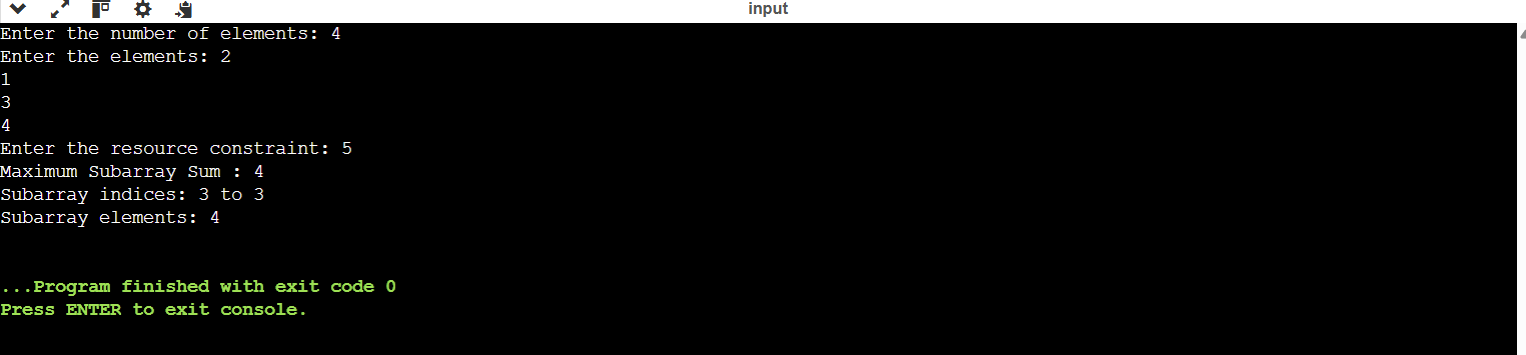 input
Enter the number of elements: 4
Enter the elements: 2
1
3
4
Enter the resource constraint: 5
Maximum Subarray Sum : 4
Subarray indices: 3 to 3
Subarray elements: 4
...Program finished with exit code 0
Press ENTER to exit console.